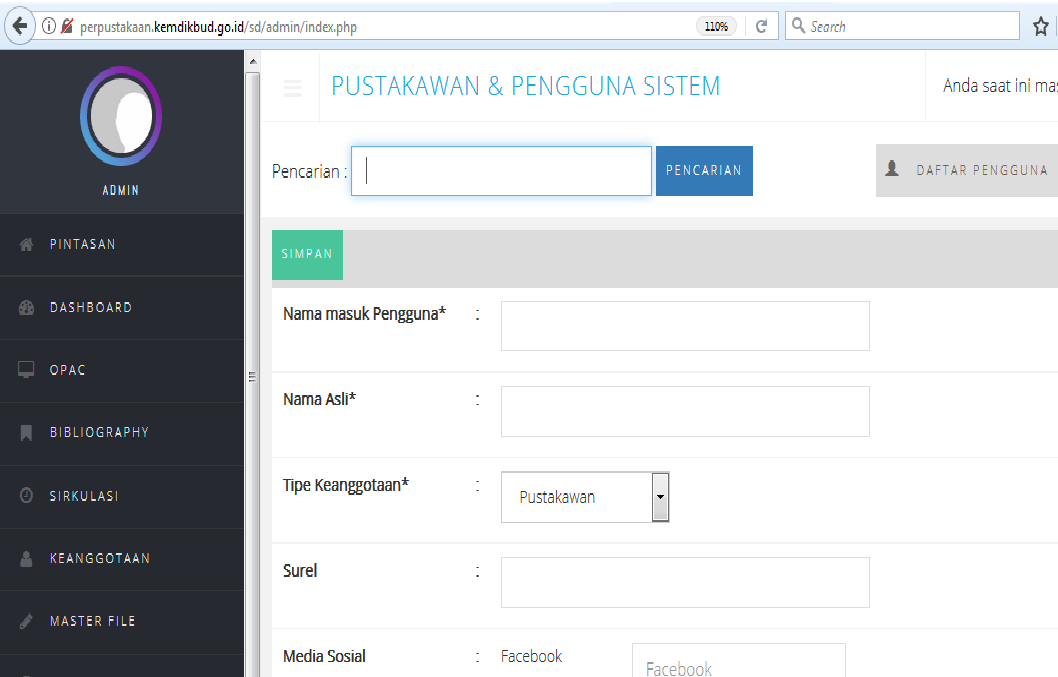 perpustakaan.kemdikbud.go.id/sd/admin/index.php
110%
Search
ADMIN
PINTASAN
DASHBOARD
OPAC
BIBLIOGRAPHY
SIRKULASI
KEANGGOTAAN
MASTER FILE
PUSTAKAWAN & PENGGUNA SISTEM
Anda saat ini mas
Pencarian :
PENCARIAN
DAFTAR PENGGUNA
SIMPAN
Nama masuk Pengguna* :
Nama Asli* :
Tipe Keanggotaan* : Pustakawan
Surel :
Media Sosial : Facebook Facebook